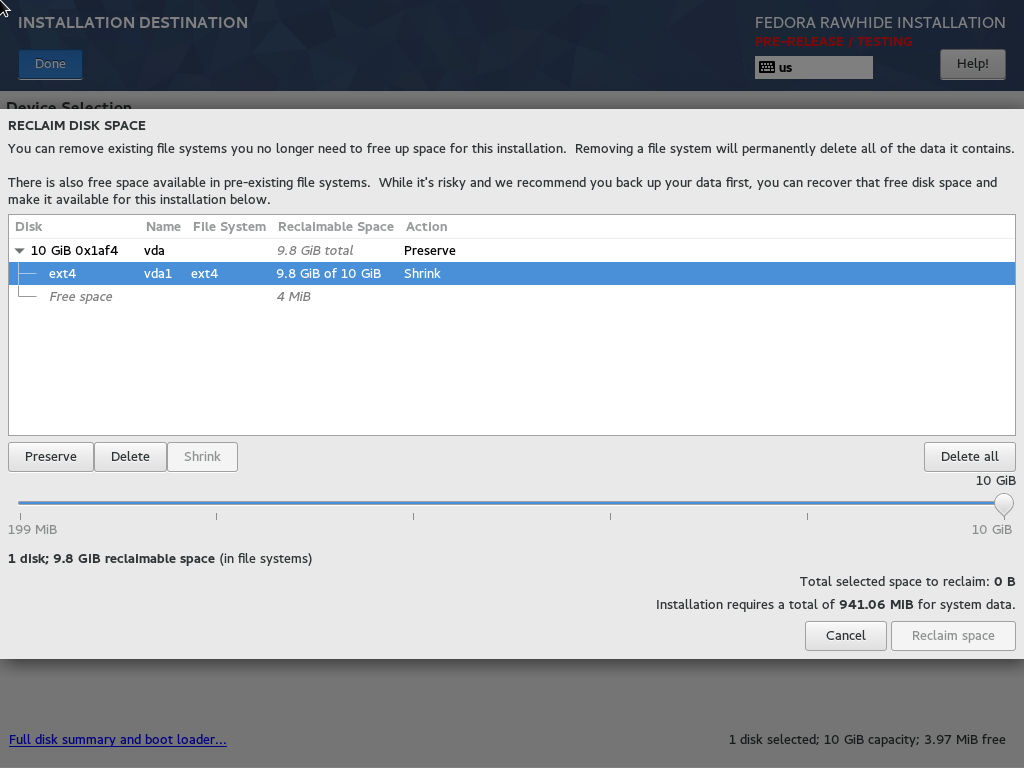 INSTALLATION DESTINATION
FEDORA RAWHIDE INSTALLATION
PRE-RELEASE / TESTING
Done
us
Help!
Device Selection
RECLAIM DISK SPACE
You can remove existing file systems you no longer need to free up space for this installation.  Removing a file system will permanently delete all of the data it contains.
There is also free space available in pre-existing file systems.  While it's risky and we recommend you back up your data first, you can recover that free disk space and
make it available for this installation below.
Disk Name File System Reclaimable Space Action
10 GiB 0x1af4 vda 9.8 GiB total Preserve
ext4 vda1 ext4 9.8 GiB of 10 GiB Shrink
Free space 4 MiB
Preserve Delete Shrink Delete all
10 GiB
199 MiB 10 GiB
1 disk; 9.8 GiB reclaimable space (in file systems)
Total selected space to reclaim: 0 B
Installation requires a total of 941.06 MiB for system data.
Cancel Reclaim space
Full disk summary and boot loader...
1 disk selected; 10 GiB capacity; 3.97 MiB free